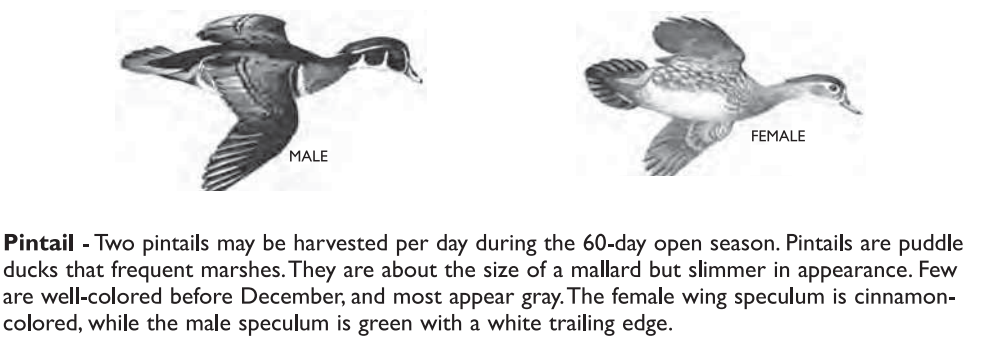 MALE
FEMALE
Pintail - Two pintails may be harvested per day during the 60-day open season. Pintails are puddle
ducks that frequent marshes. They are about the size of a mallard but slimmer in appearance. Few
are well-colored before December, and most appear gray. The female wing speculum is cinnamon-
colored, while the male speculum is green with a white trailing edge.